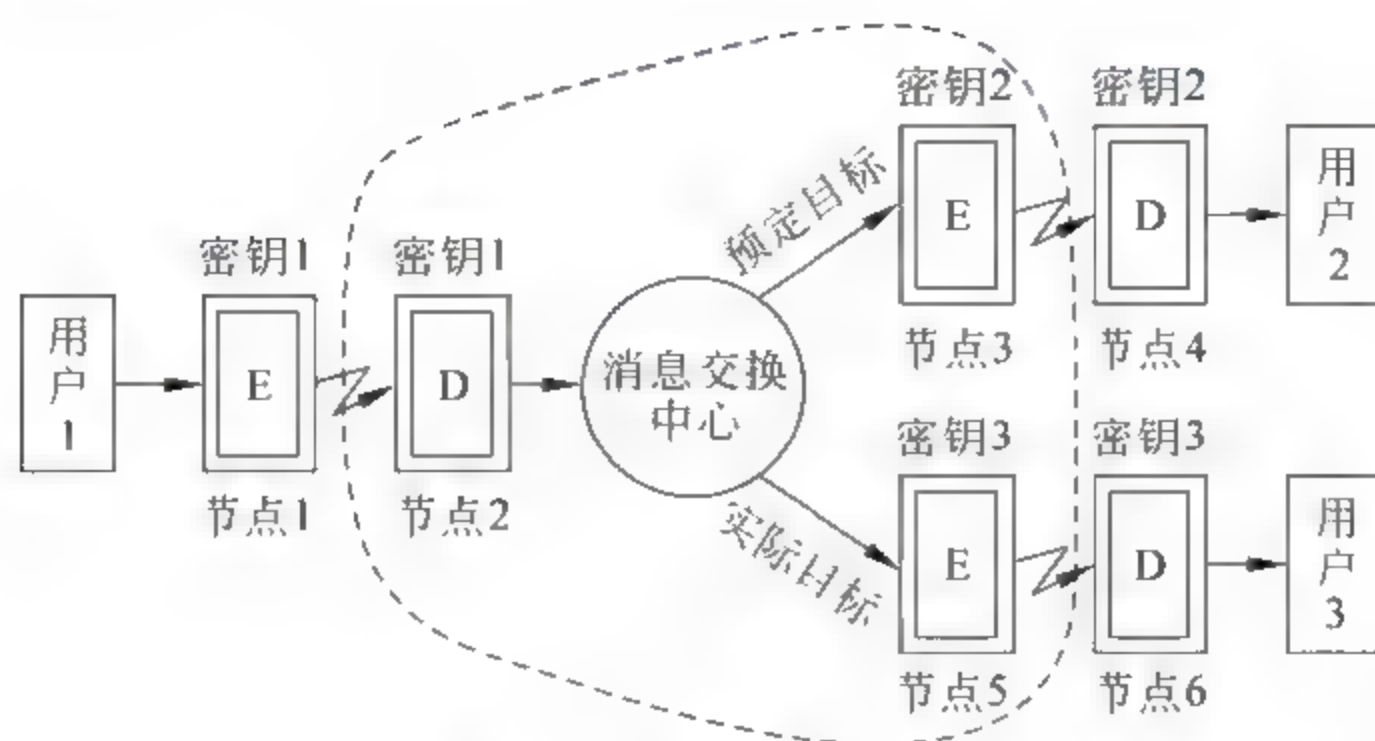 密钥2
密钥2
E
D
用户2
预定目标
节点3
节点4
密钥1
密钥1
用户1
E
D
节点1
节点2
消息交换
中心
密钥3
密钥3
实际目标
E
D
用户3
节点5
节点6